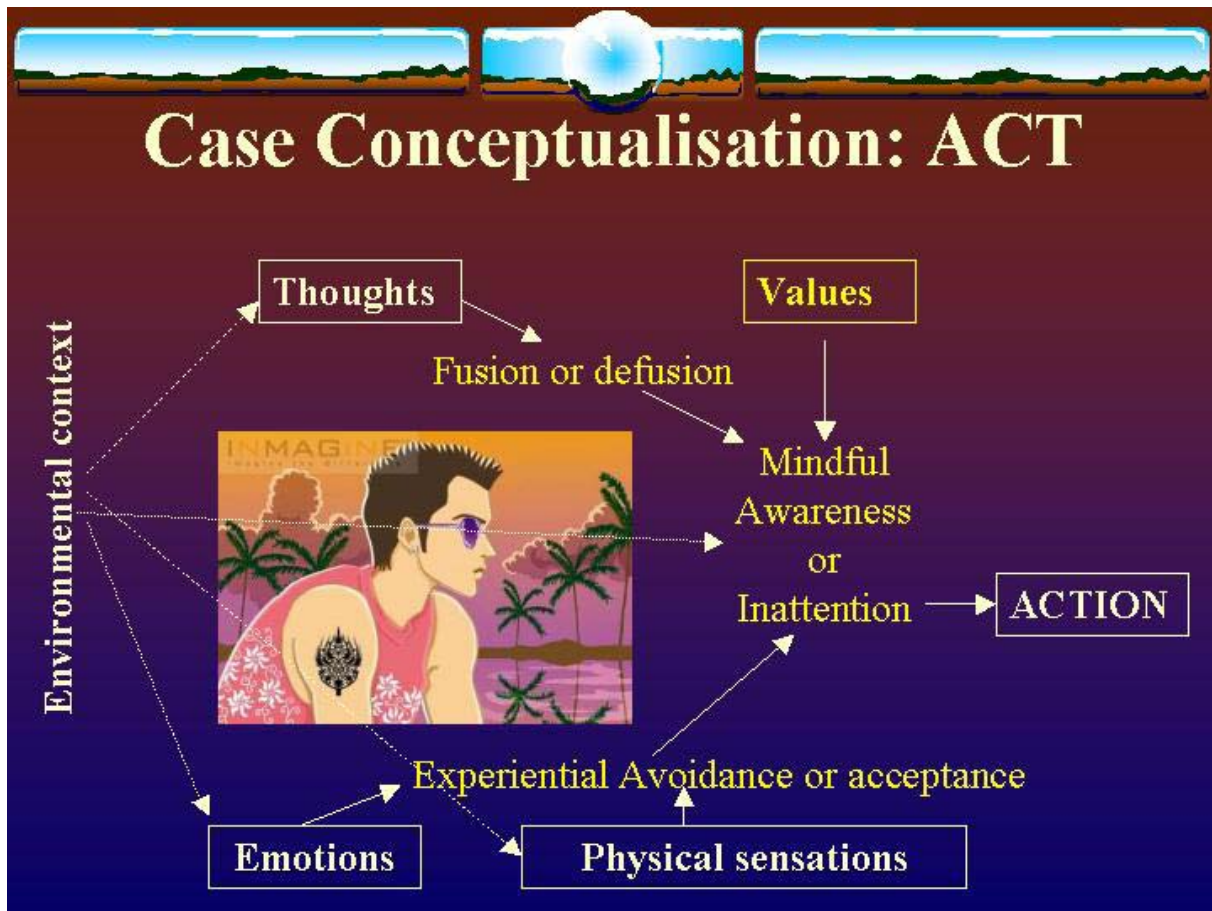 Case Conceptualisation: ACT
Thoughts
Values
Environmental context
Fusion or defusion
INMAGINE
Mindful
Awareness
or
Inattention
ACTION
Experiential Avoidance or acceptance
Emotions
Physical sensations